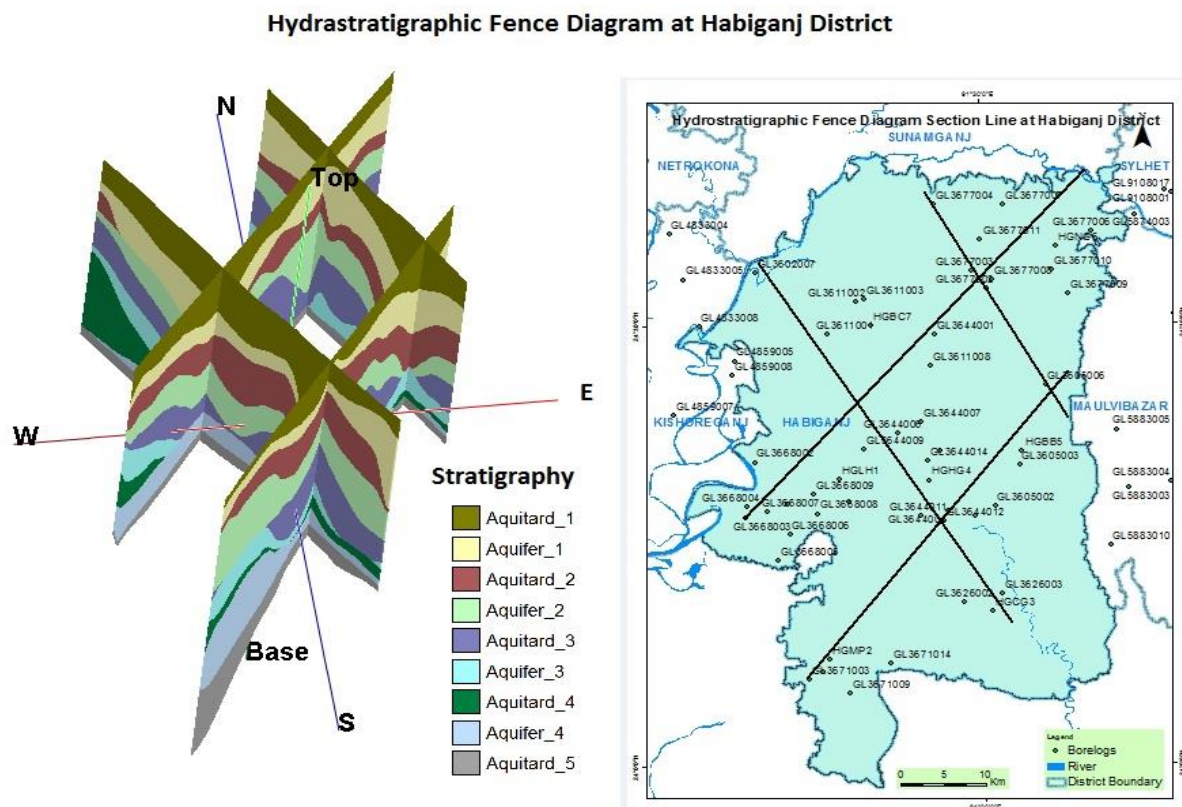 Hydrastratigraphic Fence Diagram at Habiganj District
N
Top
E
W
Base
S
Stratigraphy
Aquitard_1
Aquifer_1
Aquitard_2
Aquifer_2
Aquitard_3
Aquifer_3
Aquitard_4
Aquifer_4
Aquitard_5
Hydrostratigraphic Fence Diagram Section Line at Habiganj District
SUNAMGANJ
NETROKONA
SYLHET
GL9108017
GL9108001
GL3677004
GL3677006
GL5874003
GL4833004
GL3677011
GL3677010
GL4833005
GL3602007
GL3677003
GL3677008
GL3677009
GL3611002
GL3611003
GL4833008
HGBC7
GL3611004
GL3644001
GL4859005
GL4859008
GL3611008
GL3605006
MAULVIBAZAR
GL4859007
KISHOREGANJ
HABIGANJ
GL3644007
GL3644006
GL5883005
GL3644009
HGBB5
GL3668002
GL3644014
GL3605003
HGLH1
HGHG4
GL5883004
GL3668009
GL5883003
GL3668004
GL3668007
GL3668008
GL3605002
GL3644011
GL3644012
GL3668003
GL3668006
GL5883010
GL3626003
GL3626002
HGCG3
HGMP2
GL3671014
GL3671003
GL3671009
Legend
Borelogs
River
District Boundary
0 5 10
Km